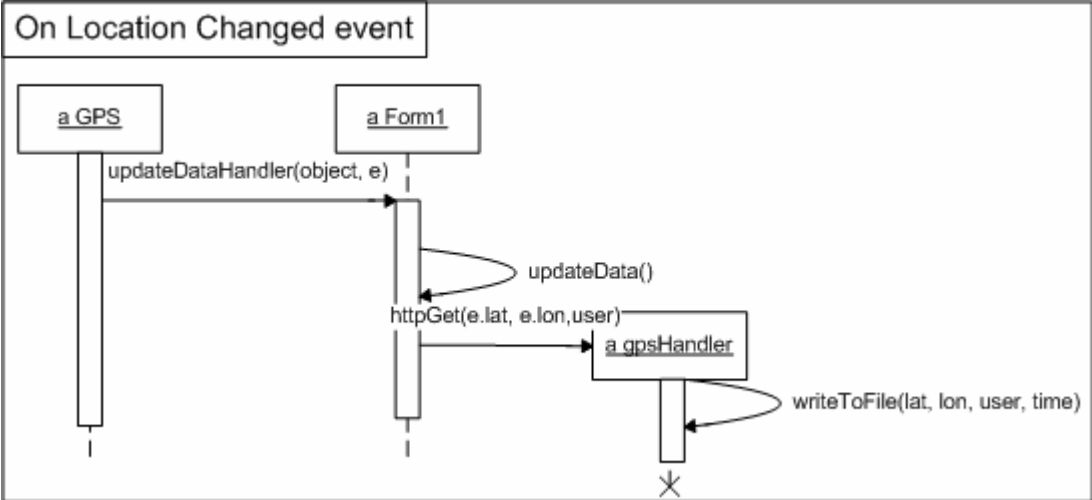 On Location Changed event
a GPS
a Form1
updateDataHandler(object, e)
updateData()
httpGet(e.lat, e.lon,user)
a gpsHandler
writeToFile(lat, lon, user, time)